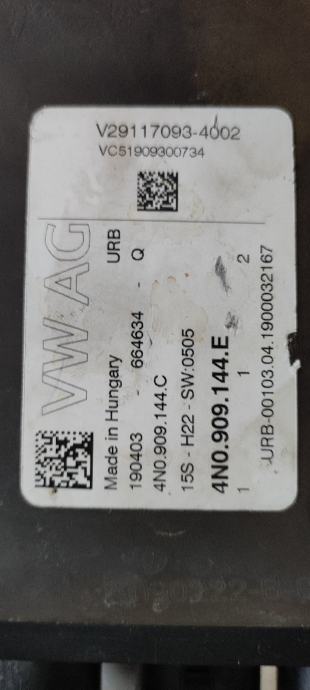 V29117093-4002
VC51909300734
VW AG
Made in Hungary URB
190403 - 664634 - Q
4N0.909.144.C
15S - H22 - SW:0505
4N0.909.144.E
1 1 2
URB-00103.04.1900032167